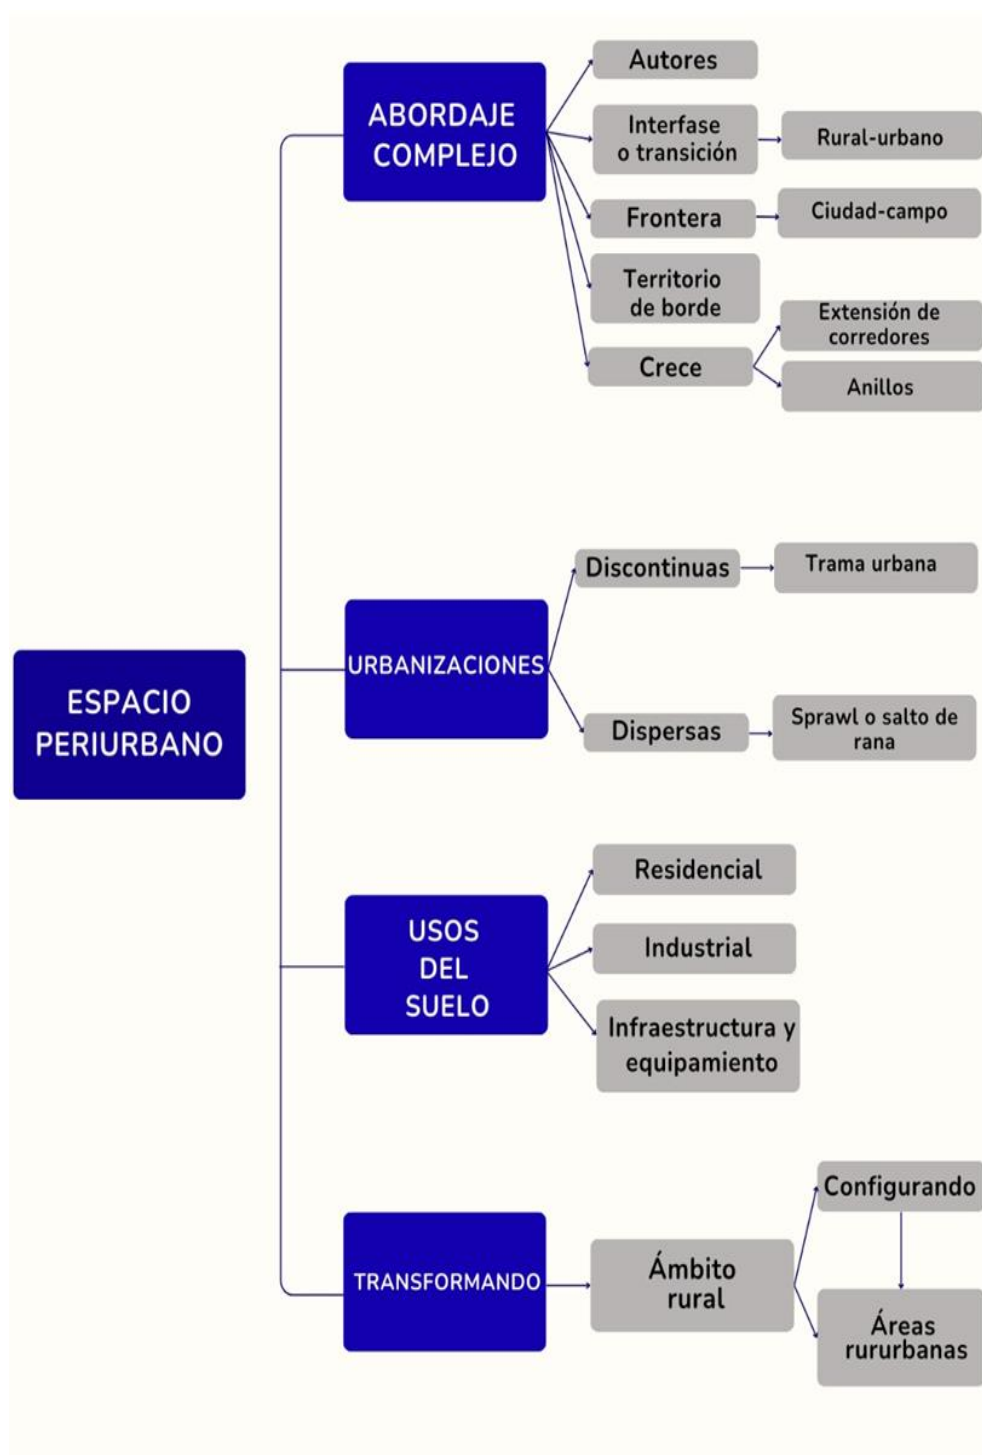 ESPACIO
PERIURBANO
ABORDAJE
COMPLEJO
Autores
Interfase
o transición
Rural-urbano
Frontera
Ciudad-campo
Territorio
de borde
Crece
Extensión de
corredores
Anillos
URBANIZACIONES
Discontinuas
Trama urbana
Dispersas
Sprawl o salto de
rana
USOS
DEL
SUELO
Residencial
Industrial
Infraestructura y
equipamiento
TRANSFORMANDO
Ámbito
rural
Configurando
Áreas
rururbanas